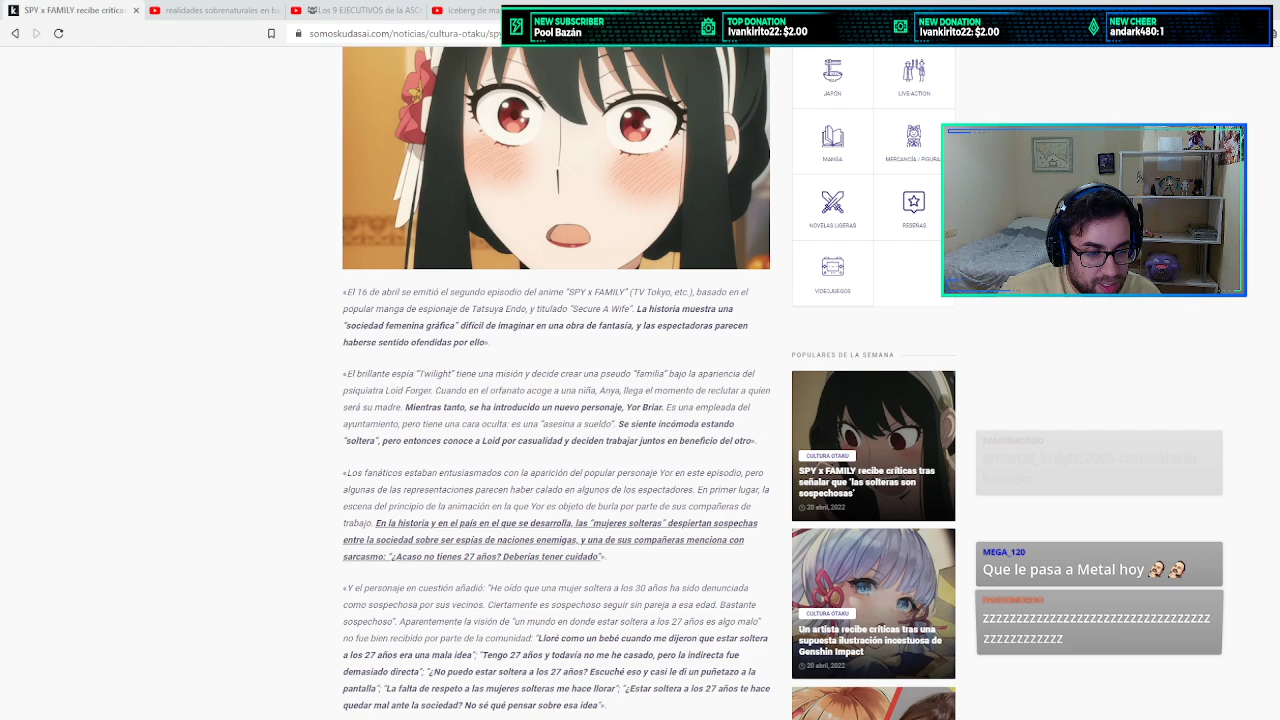 SPY x FAMILY recibe críticas
realidades sobrenaturales en bo
Los 9 EJECUTIVOS de la ASC
Iceberg de m
NEW SUBSCRIBER
Pool Bazán
TOP DONATION
Ivankirito22: $2.00
NEW DONATION
Ivankirito22: $2.00
NEW CHEER
andark480:1
somoskudasai.com/noticias/cultura-otaku/spy
JAPÓN
LIVE-ACTION
MANGA
MERCANCÍA / FIGURAS
NOVELAS LIGERAS
RESEÑAS
VIDEOJUEGOS
«El 16 de abril se emitió el segundo episodio del anime "SPY x FAMILY" (TV Tokyo, etc.), basado en el
popular manga de espionaje de Tatsuya Endo, y titulado "Secure A Wife". La historia muestra una
"sociedad femenina gráfica" difícil de imaginar en una obra de fantasía, y las espectadoras parecen
haberse sentido ofendidas por ello».
«El brillante espía "Twilight" tiene una misión y decide crear una pseudo "familia" bajo la apariencia del
psiquiatra Loid Forger. Cuando en el orfanato acoge a una niña, Anya, llega el momento de reclutar a quien
será su madre. Mientras tanto, se ha introducido un nuevo personaje, Yor Briar. Es una empleada del
ayuntamiento, pero tiene una cara oculta: es una "asesina a sueldo". Se siente incómoda estando
"soltera", pero entonces conoce a Loid por casualidad y deciden trabajar juntos en beneficio del otro».
«Los fanáticos estaban entusiasmados con la aparición del popular personaje Yor en este episodio, pero
algunas de las representaciones parecen haber calado en algunos de los espectadores. En primer lugar, la
escena del principio de la animación en la que Yor es objeto de burla por parte de sus compañeras de
trabajo. En la historia y en el país en el que se desarrolla, las "mujeres solteras" despiertan sospechas
entre la sociedad sobre ser espías de naciones enemigas, y una de sus compañeras menciona con
sarcasmo: "¿Acaso no tienes 27 años? Deberías tener cuidado"».
«Y el personaje en cuestión añadió: "He oído que una mujer soltera a los 30 años ha sido denunciada
como sospechosa por sus vecinos. Ciertamente es sospechoso seguir sin pareja a esa edad. Bastante
sospechoso". Aparentemente la visión de "un mundo en donde estar soltera a los 27 años es algo malo"
no fue bien recibido por parte de la comunidad: "Lloré como un bebé cuando me dijeron que estar soltera
a los 27 años era una mala idea"; "Tengo 27 años y todavía no me he casado, pero la indirecta fue
demasiado directa"; "¿No puedo estar soltera a los 27 años? Escuché eso y casi le di un puñetazo a la
pantalla"; "La falta de respeto a las mujeres solteras me hace llorar"; "¿Estar soltera a los 27 años te hace
quedar mal ante la sociedad? No sé qué pensar sobre esa idea"».
POPULARES DE LA SEMANA
CULTURA OTAKU
SPY x FAMILY recibe críticas tras
señalar que 'las solteras son
sospechosas'
20 abril, 2022
CULTURA OTAKU
Un artista recibe críticas tras una
supuesta ilustración incestuosa de
Genshin Impact
20 abril, 2022
MEGA_120
Que le pasa a Metal hoy
zzzzzzzzzzzzzzzzzzzzzzzzzzzzzzzzzz
zzzzzzzzzzzz